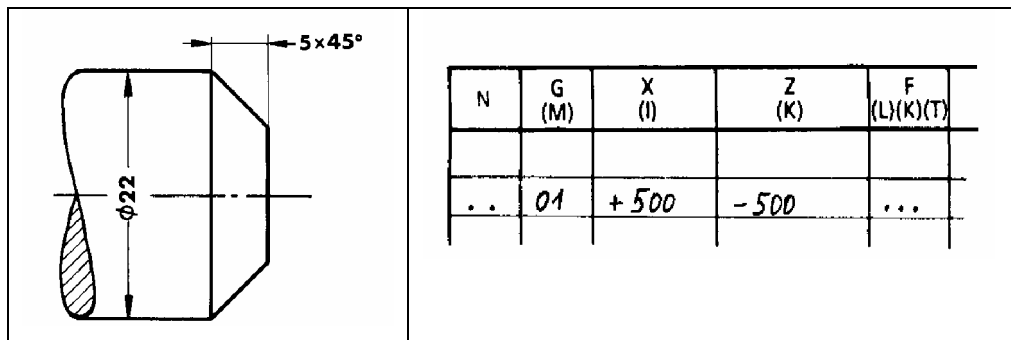 5×45°
ϕ22
N G (M) X (I) Z (K) F (L)(K)(T)
. . 01 + 500 - 500 ...